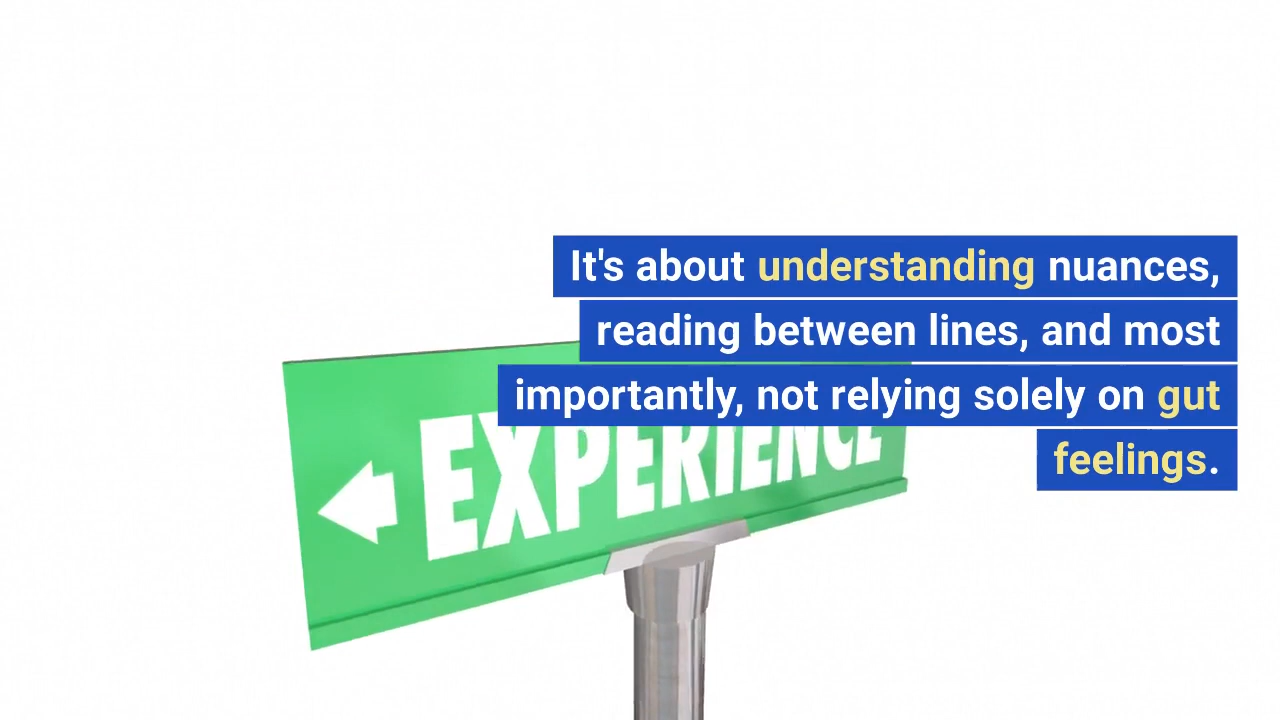 It's about understanding nuances,
reading between lines, and most
importantly, not relying solely on gut
feelings.
EXPERIENCE